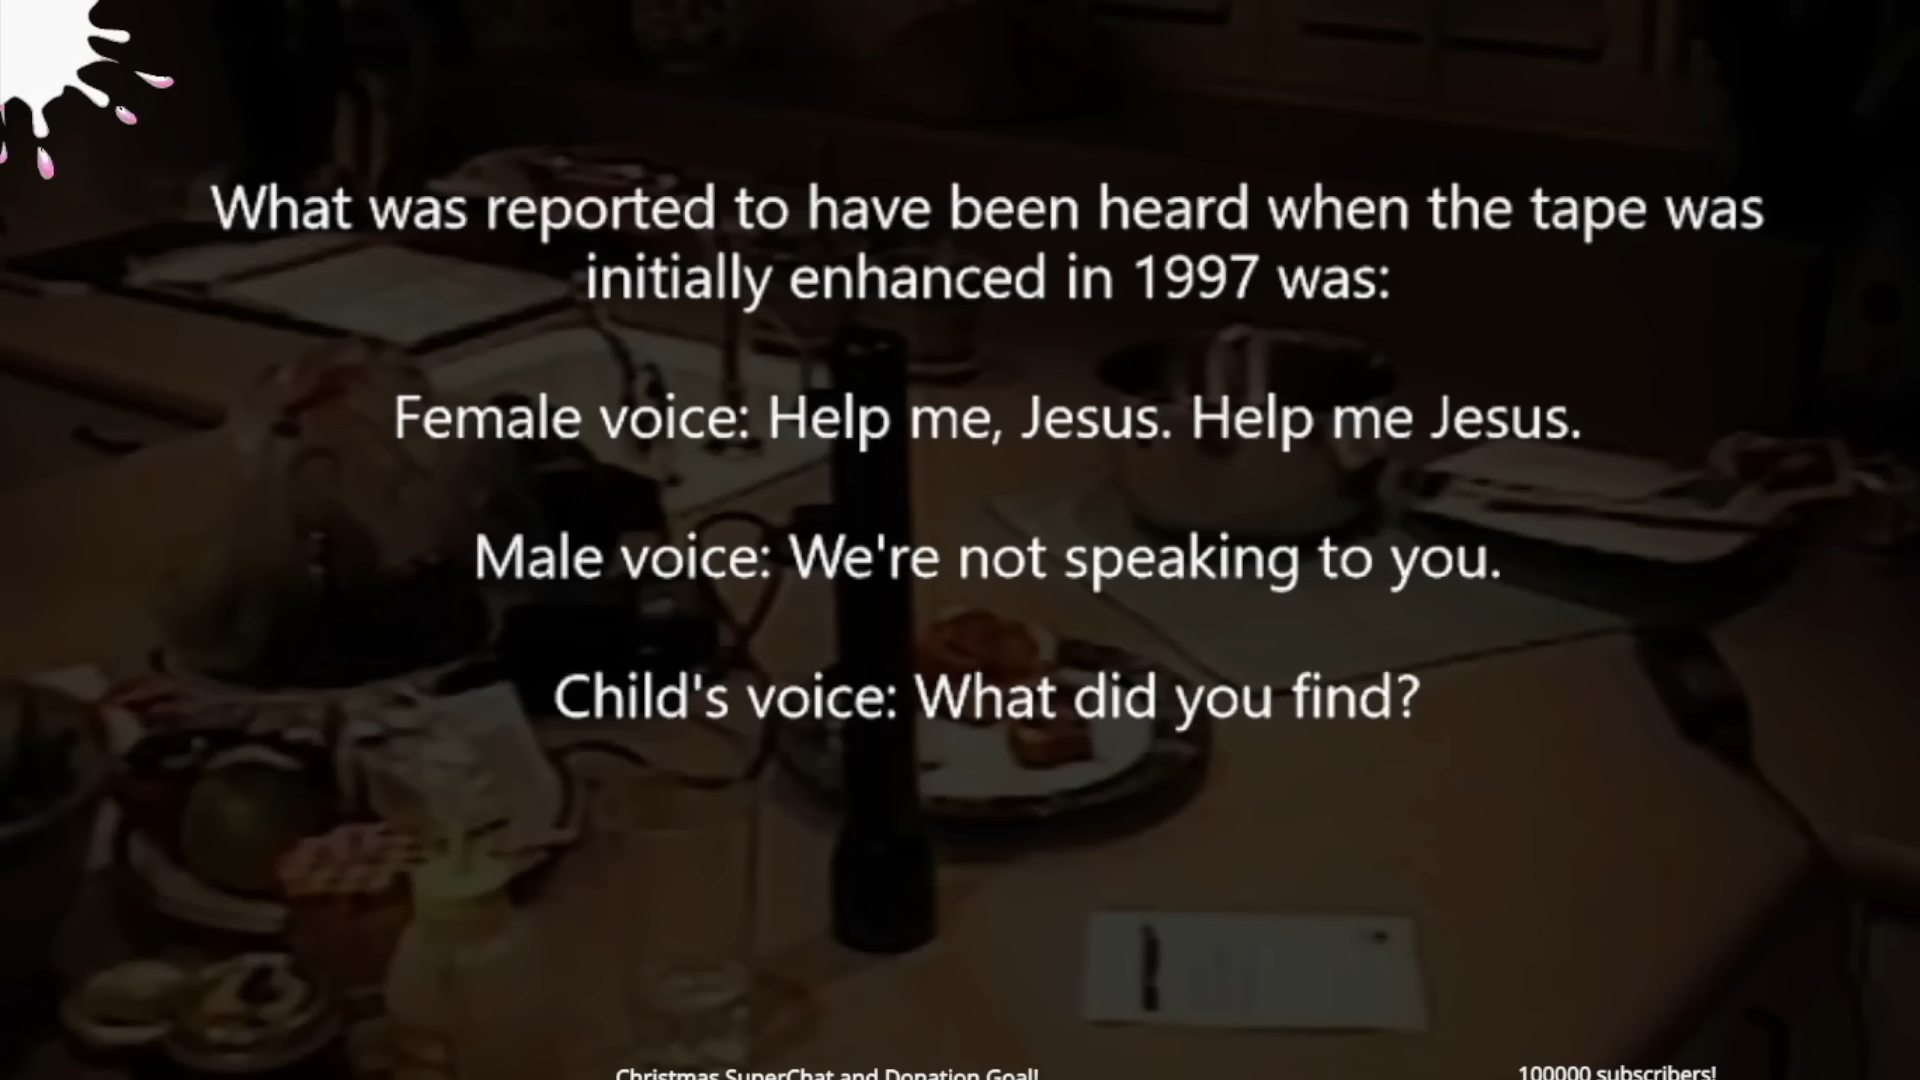 What was reported to have been heard when the tape was
initially enhanced in 1997 was:
Female voice: Help me, Jesus. Help me Jesus.
Male voice: We're not speaking to you.
Child's voice: What did you find?
Christmas SuperChat and Donation Goal!
100000 subscribers!